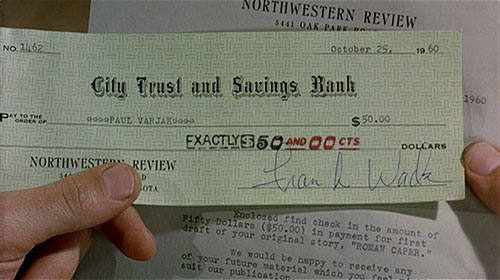 NORTHWESTERN REVIEW
5441 OAK PARK RO
NO. 1462
October 25, 1960
City Trust and Savings Bank
1960
PAY TO THE ORDER OF ****PAUL VARJAK**** $50.00
EXACTLY $50 AND 00 CTS DOLLARS
NORTHWESTERN REVIEW
Enclosed find check in the amount of
Fifty Dollars ($50.00) in payment for first
draft of your original story, "ROMAN CAPER."
We would be happy to receive any
of your future material which you feel
suit our publication